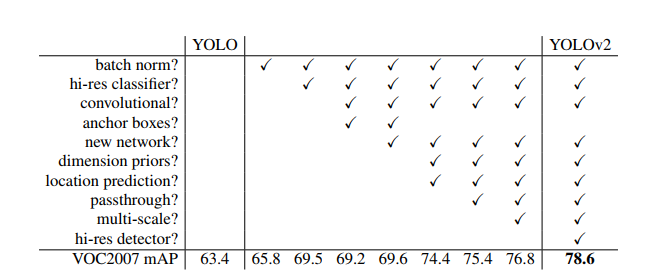 YOLO YOLOv2
batch norm? ✓ ✓ ✓ ✓ ✓ ✓ ✓ ✓
hi-res classifier? ✓ ✓ ✓ ✓ ✓ ✓ ✓
convolutional? ✓ ✓ ✓ ✓ ✓ ✓
anchor boxes? ✓ ✓
new network? ✓ ✓ ✓ ✓ ✓
dimension priors? ✓ ✓ ✓ ✓
location prediction? ✓ ✓ ✓ ✓
passthrough? ✓ ✓ ✓
multi-scale? ✓ ✓
hi-res detector? ✓
VOC2007 mAP 63.4 65.8 69.5 69.2 69.6 74.4 75.4 76.8 78.6